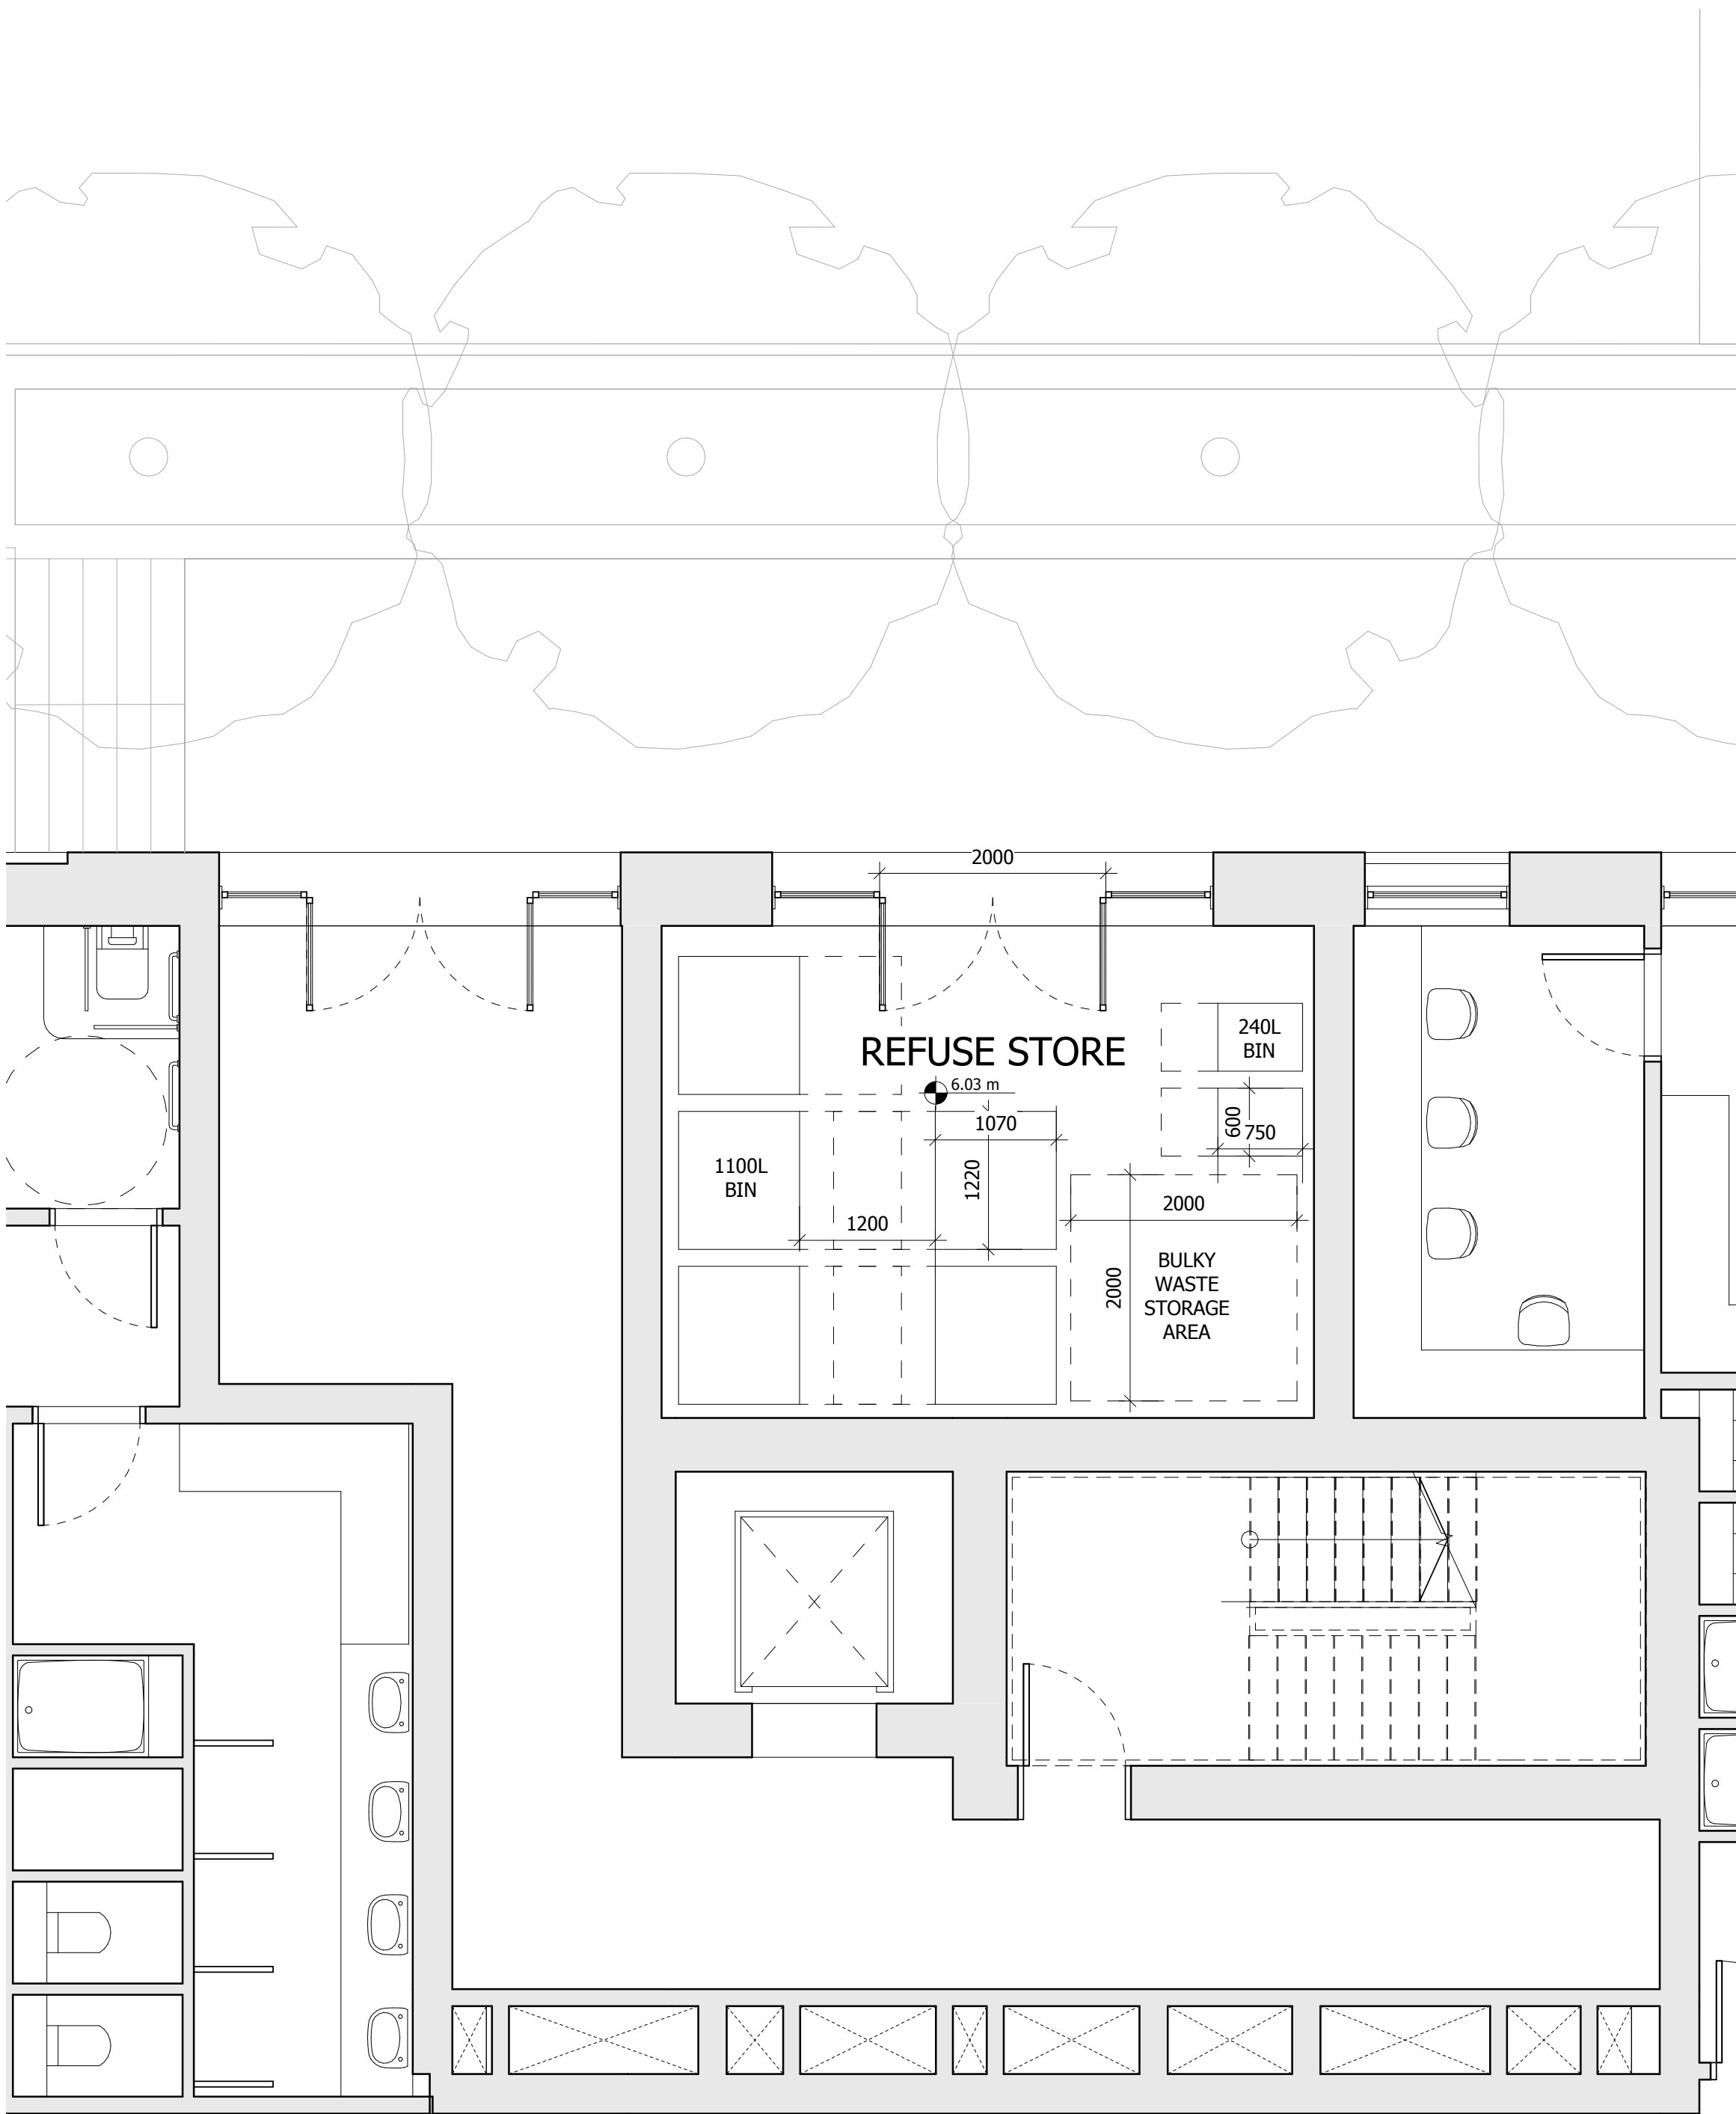 2000
240L
BIN
REFUSE STORE
6.03 m
1070
600
750
1100L
BIN
1220
2000
1200
BULKY
WASTE
STORAGE
AREA
2000